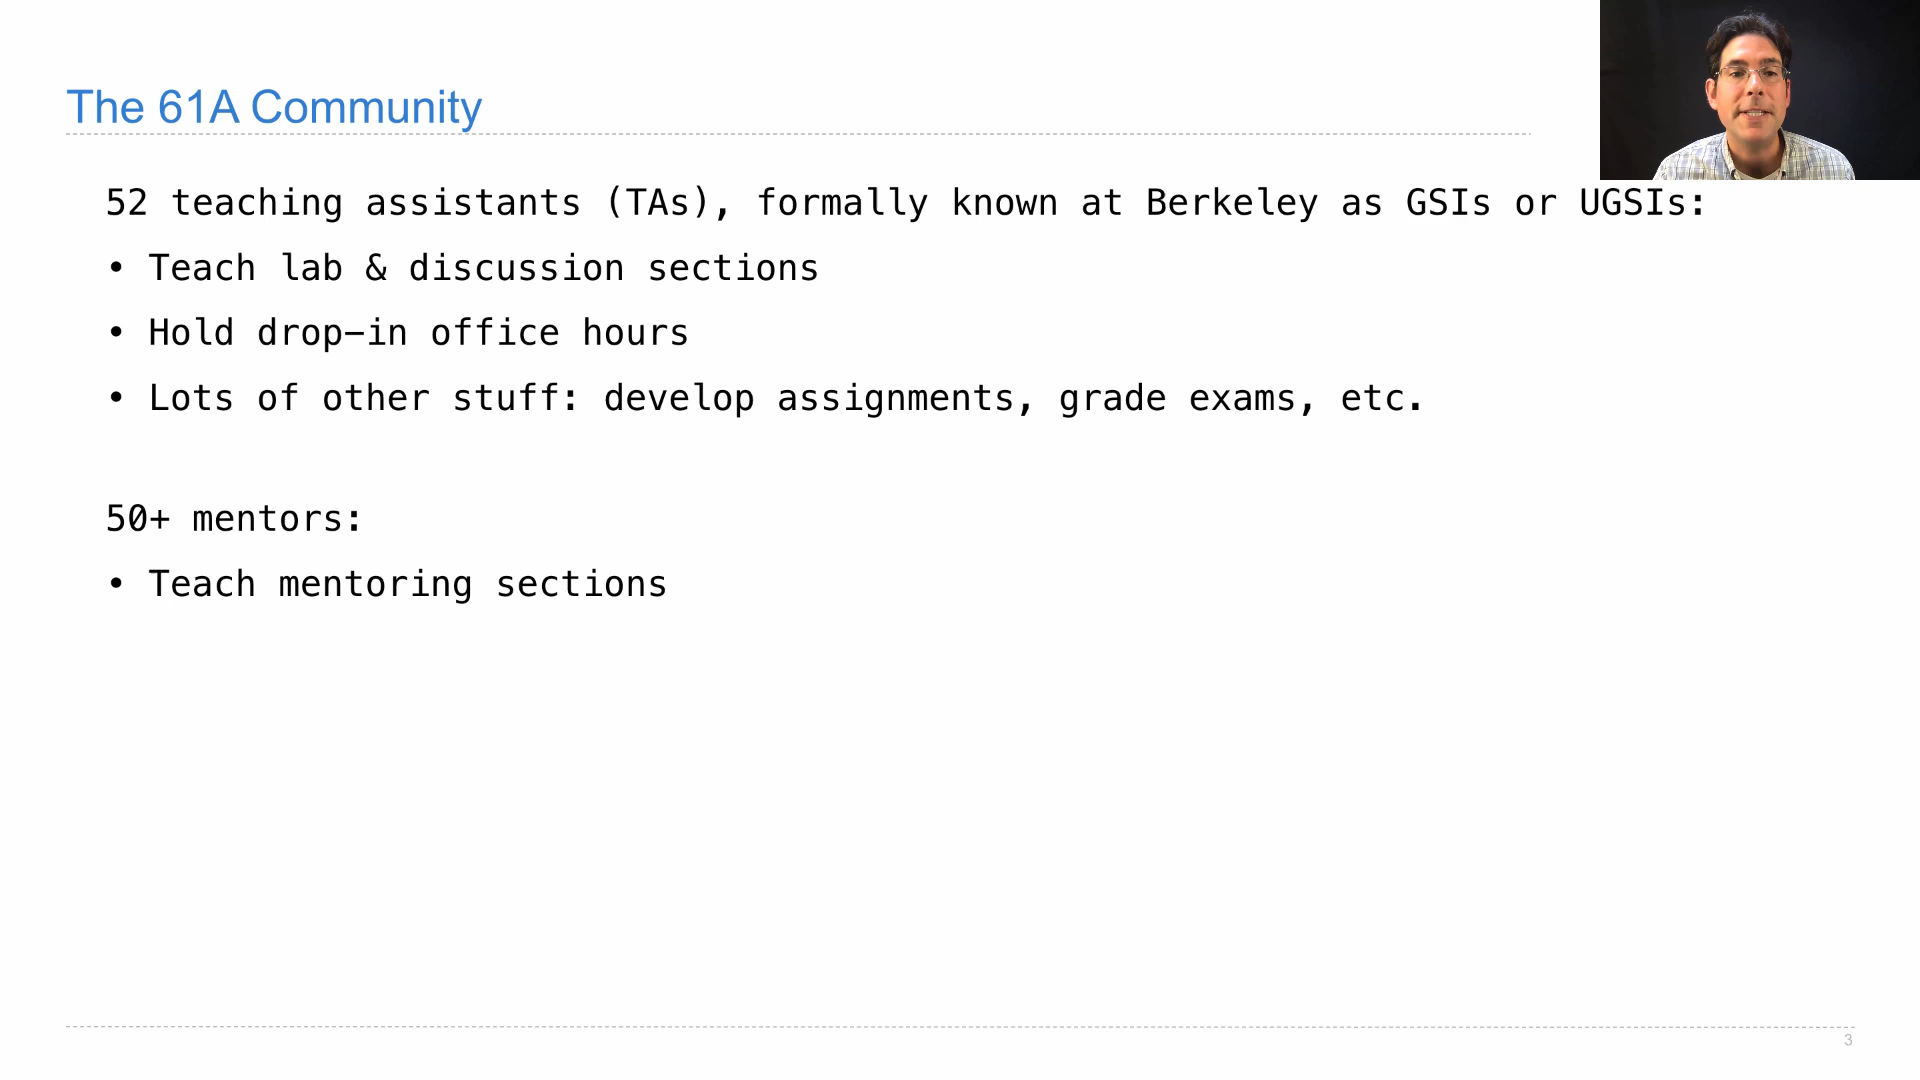 The 61A Community
52 teaching assistants (TAs), formally known at Berkeley as GSIs or UGSIs:
• Teach lab & discussion sections
• Hold drop-in office hours
• Lots of other stuff: develop assignments, grade exams, etc.
50+ mentors:
• Teach mentoring sections
3